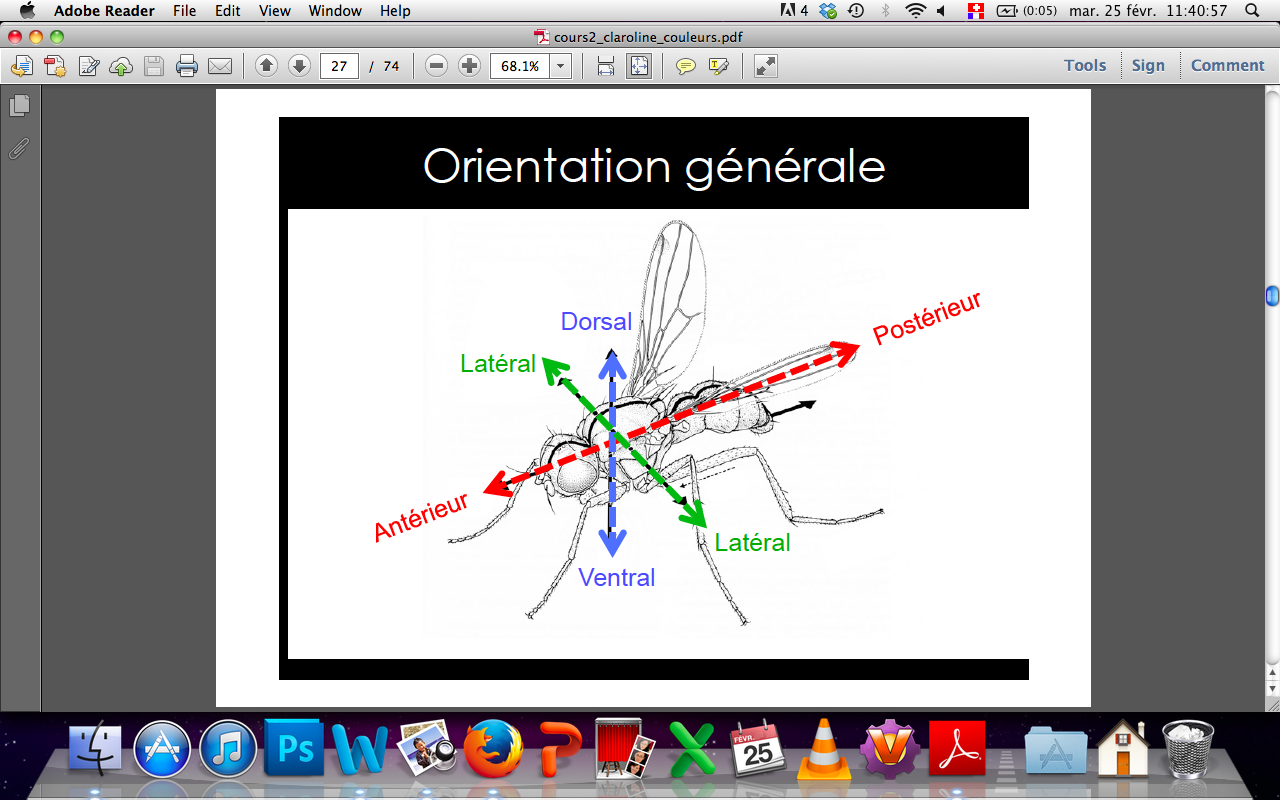 Adobe Reader File Edit View Window Help 4 (0:05) mar. 25 févr. 11:40:57
cours2_claroline_couleurs.pdf
27 / 74 68.1% T Tools Sign Comment
Orientation générale
Postérieur
Dorsal
Latéral
Antérieur
Latéral
Ventral
Ps W P X FÉVR. 25 V